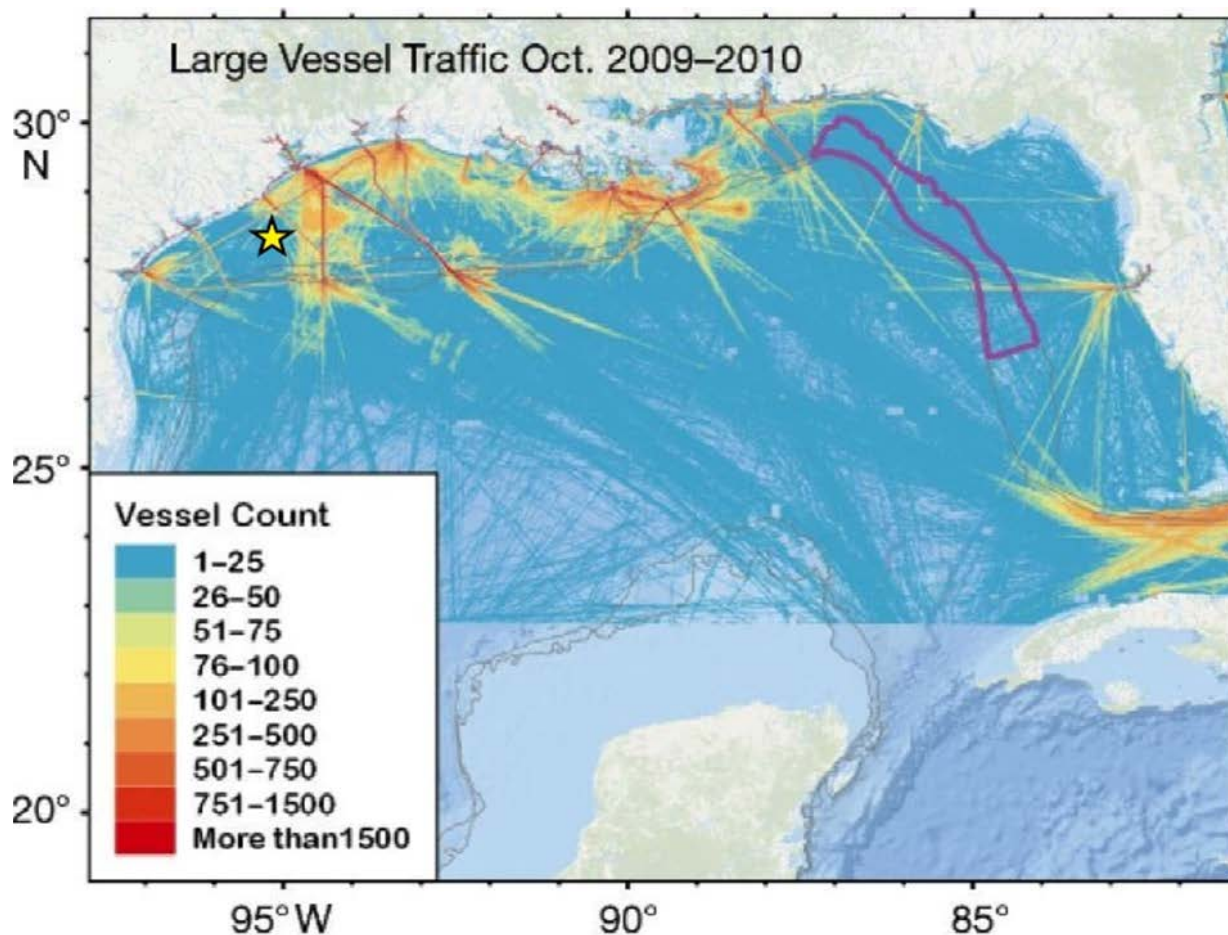 Large Vessel Traffic Oct. 2009–2010
30°
N
25°
Vessel Count
1–25
26–50
51–75
76–100
101–250
251–500
501–750
751–1500
More than1500
20°
95° W
90°
85°